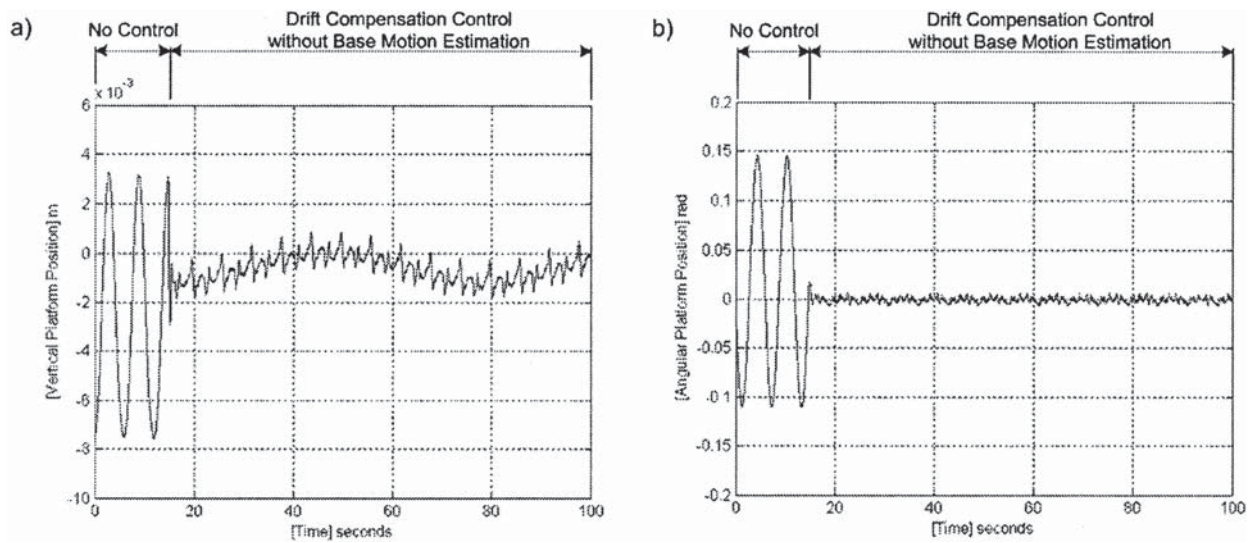 a)
No Control
Drift Compensation Control
without Base Motion Estimation
x 10-3
6
4
2
0
-2
-4
-6
-8
-10
0
20
40
60
80
100
[Vertical Platform Position] m
[Time] seconds
b)
No Control
Drift Compensation Control
without Base Motion Estimation
0.2
0.15
0.1
0.05
0
-0.05
-0.1
-0.15
-0.2
0
20
40
60
80
100
[Angular Platform Position] rad
[Time] seconds